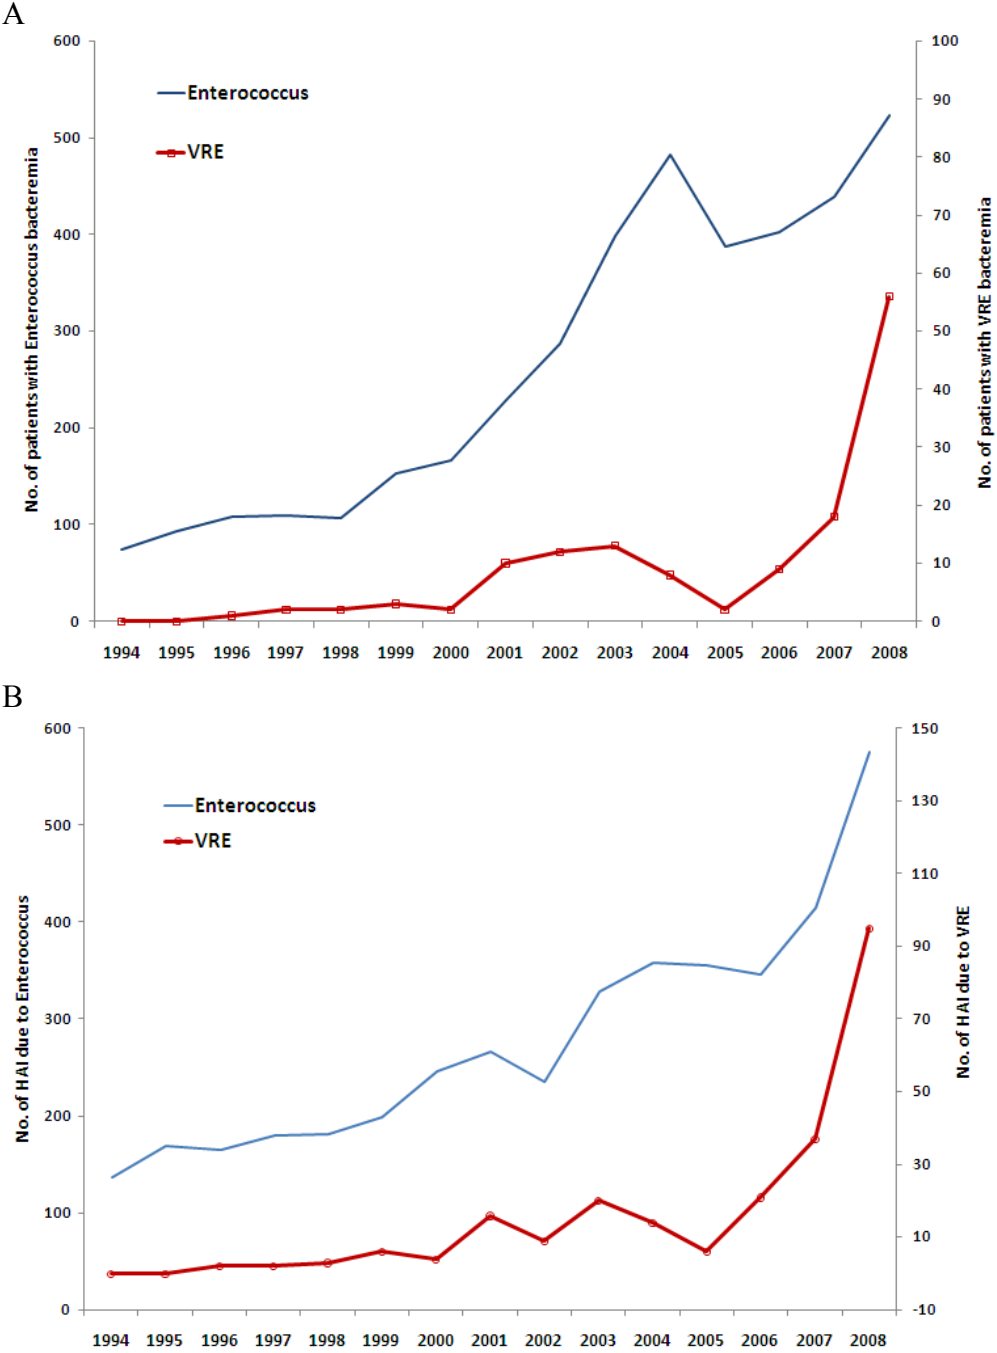 A
600
500
400
300
200
100
0
No. of patients with Enterococcus bacteremia
Enterococcus
VRE
100
90
80
70
60
50
40
30
20
10
0
No. of patients with VRE bacteremia
1994 1995 1996 1997 1998 1999 2000 2001 2002 2003 2004 2005 2006 2007 2008
B
600
500
400
300
200
100
0
No. of HAI due to Enterococcus
Enterococcus
VRE
150
130
110
90
70
50
30
10
-10
No. of HAI due to VRE
1994 1995 1996 1997 1998 1999 2000 2001 2002 2003 2004 2005 2006 2007 2008